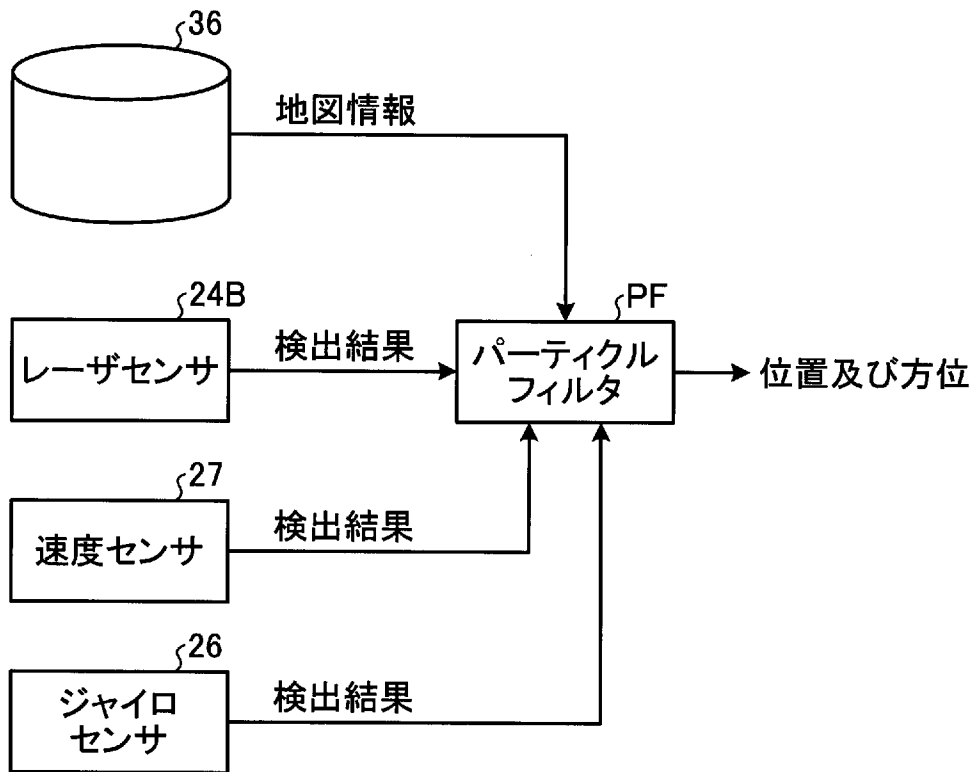 36
地図情報
24B
レーザセンサ
検出結果
PF
パーティクル
フィルタ
位置及び方位
27
速度センサ
検出結果
26
ジャイロ
センサ
検出結果